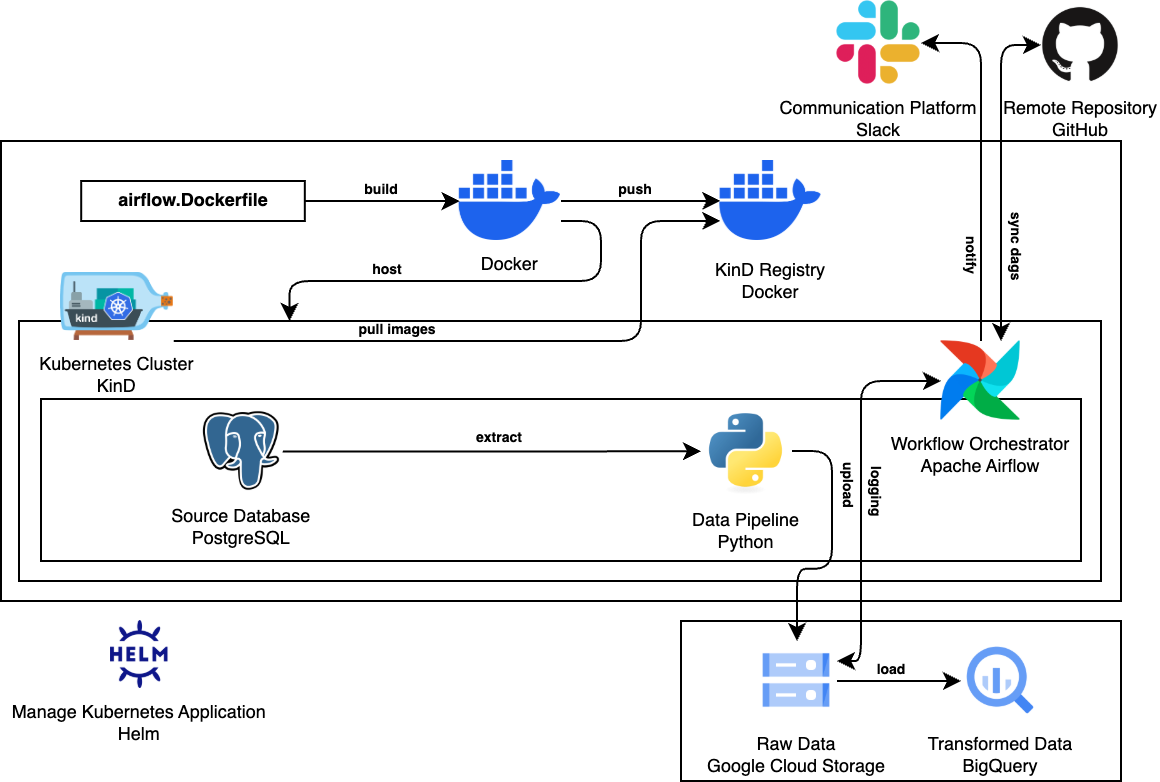 Communication Platform
Slack
Remote Repository
GitHub
airflow.Dockerfile
build
push
Docker
KinD Registry
Docker
host
notify
sync dags
kind
pull images
Kubernetes Cluster
KinD
extract
Workflow Orchestrator
Apache Airflow
upload
logging
Source Database
PostgreSQL
Data Pipeline
Python
HELM
Manage Kubernetes Application
Helm
load
Raw Data
Google Cloud Storage
Transformed Data
BigQuery